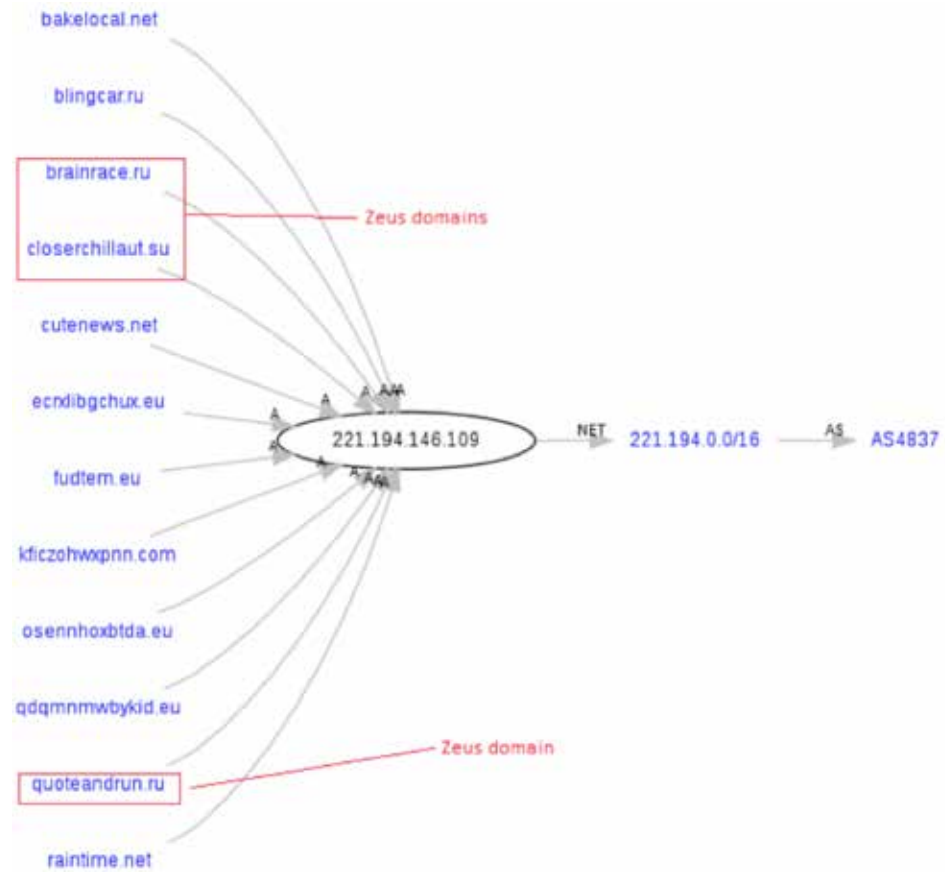 bakelocal.net
blingcar.ru
brainrace.ru
Zeus domains
closerchillaut.su
cutenews.net
A
A
A
A
A
A
ecndibgchux.eu
A
221.194.146.109
NET
221.194.0.0/16
AS
AS4837
A
fudtem.eu
A
A
A
A
A
kficzohwxpnn.com
osennhoxbtda.eu
qdqmnmwbykid.eu
Zeus domain
quoteandrun.ru
raintime.net